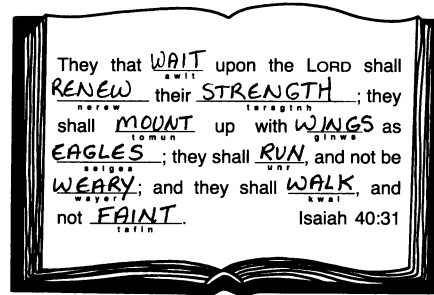 They that WAIT upon the LORD shall
awit
RENEW their STRENGTH; they
nerew teragtnh
shall MOUNT up with WINGS as
tomun ginws
EAGLES; they shall RUN, and not be
seigea unr
WEARY; and they shall WALK, and
wayer kwal
not FAINT. Isaiah 40:31
tafin